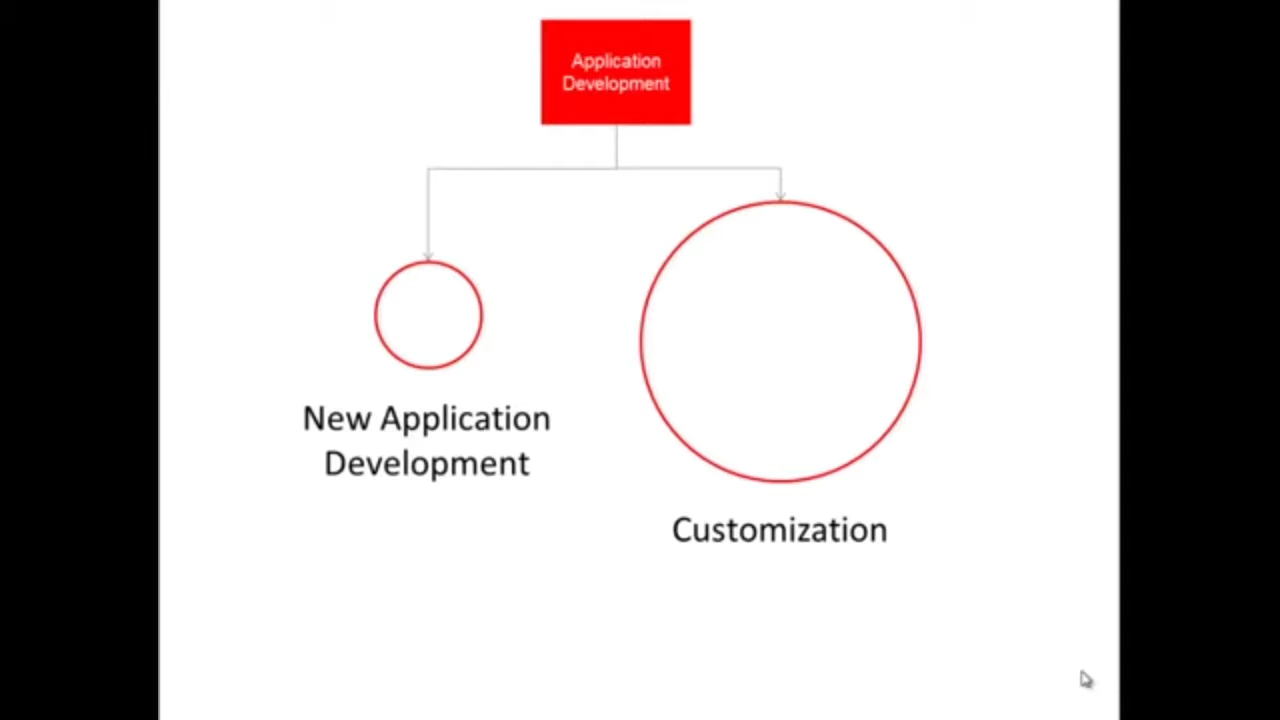 Application
Development
New Application
Development
Customization